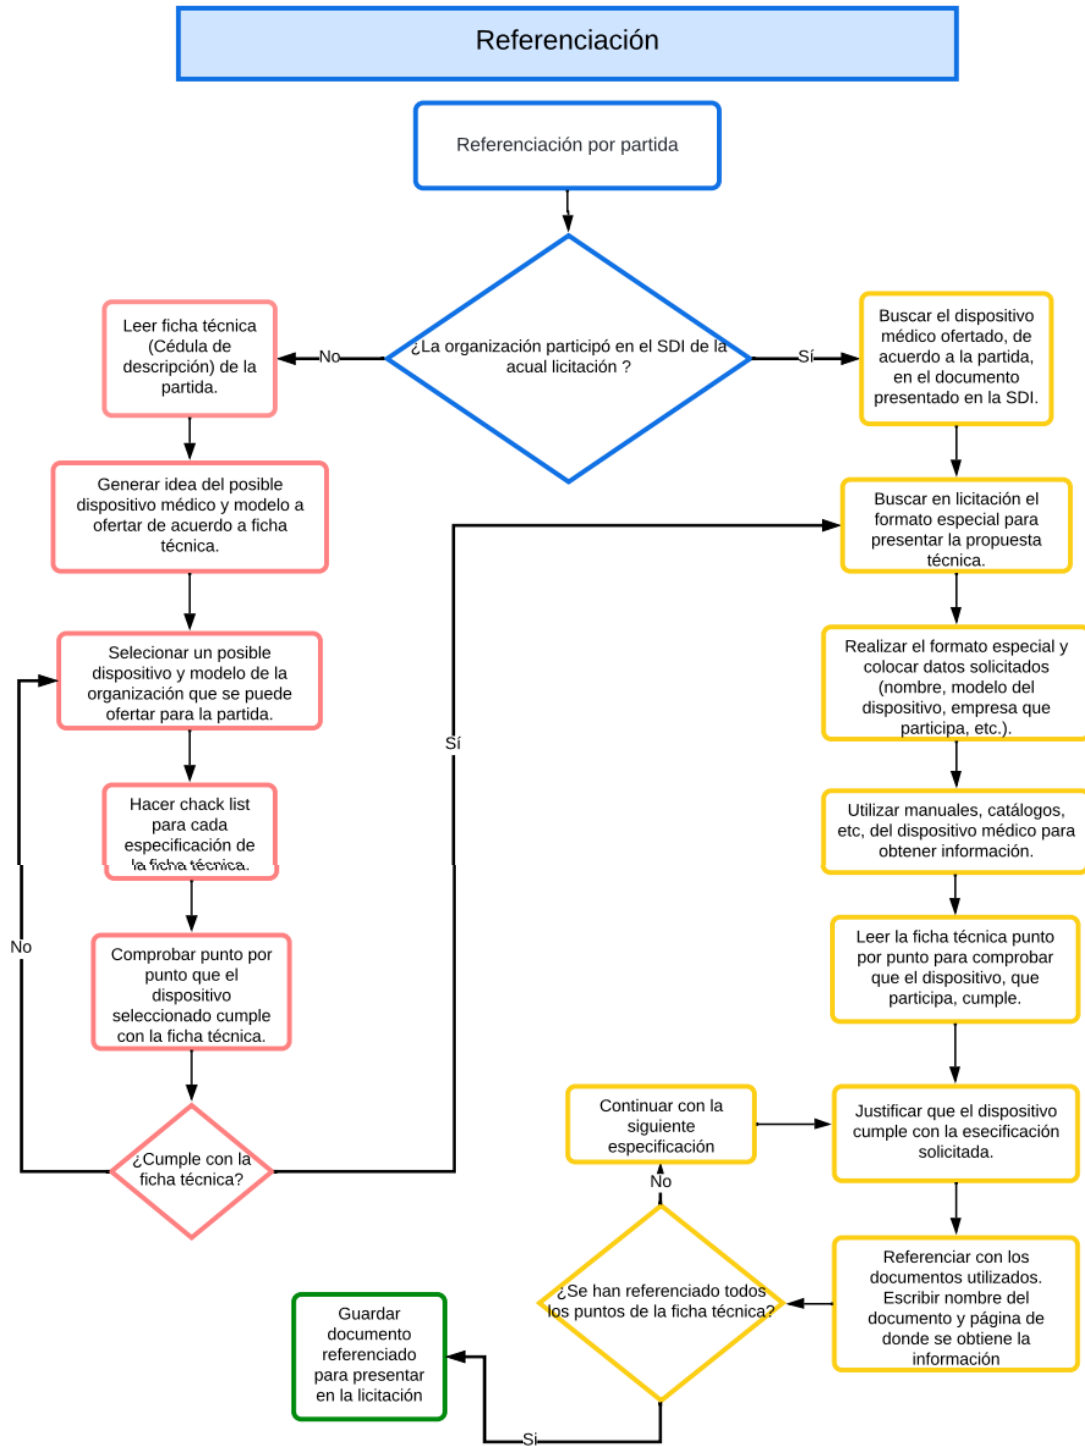 Referenciación
Referenciación por partida
¿La organización participó en el SDI de la
acual licitación ?
No
Sí
Leer ficha técnica
(Cédula de
descripción) de la
partida.
Generar idea del posible
dispositivo médico y modelo a
ofertar de acuerdo a ficha
técnica.
Selecionar un posible
dispositivo y modelo de la
organización que se puede
ofertar para la partida.
Hacer chack list
para cada
especificación de
la ficha técnica.
Comprobar punto por
punto que el
dispositivo
seleccionado cumple
con la ficha técnica.
¿Cumple con la
ficha técnica?
No
Sí
Buscar el dispositivo
médico ofertado, de
acuerdo a la partida,
en el documento
presentado en la SDI.
Buscar en licitación el
formato especial para
presentar la propuesta
técnica.
Realizar el formato especial y
colocar datos solicitados
(nombre, modelo del
dispositivo, empresa que
participa, etc.).
Utilizar manuales, catálogos,
etc, del dispositivo médico para
obtener información.
Leer la ficha técnica punto
por punto para comprobar
que el dispositivo, que
participa, cumple.
Justificar que el dispositivo
cumple con la esecificación
solicitada.
Referenciar con los
documentos utilizados.
Escribir nombre del
documento y página de
donde se obtiene la
información
¿Se han referenciado todos
los puntos de la ficha técnica?
No
Continuar con la
siguiente
especificación
Si
Guardar
documento
referenciado
para presentar
en la licitación